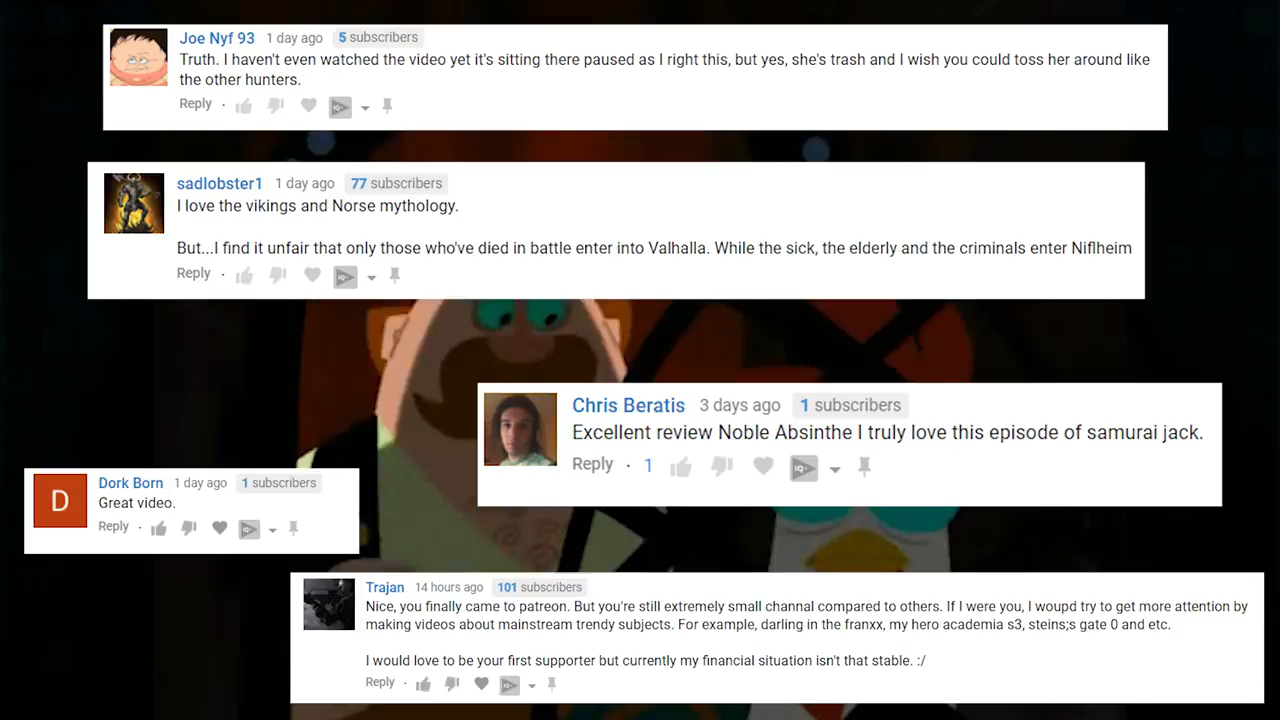 Joe Nyf 93 1 day ago 5 subscribers
Truth. I haven't even watched the video yet it's sitting there paused as I right this, but yes, she's trash and I wish you could toss her around like
the other hunters.
Reply ·
sadlobster1 1 day ago 77 subscribers
I love the vikings and Norse mythology.
But...I find it unfair that only those who've died in battle enter into Valhalla. While the sick, the elderly and the criminals enter Niflheim
Reply ·
Chris Beratis 3 days ago 1 subscribers
Excellent review Noble Absinthe I truly love this episode of samurai jack.
Reply · 1
D
Dork Born 1 day ago 1 subscribers
Great video.
Reply ·
Trajan 14 hours ago 101 subscribers
Nice, you finally came to patreon. But you're still extremely small channal compared to others. If I were you, I woupd try to get more attention by
making videos about mainstream trendy subjects. For example, darling in the franxx, my hero academia s3, steins;s gate 0 and etc.
I would love to be your first supporter but currently my financial situation isn't that stable. :/
Reply ·